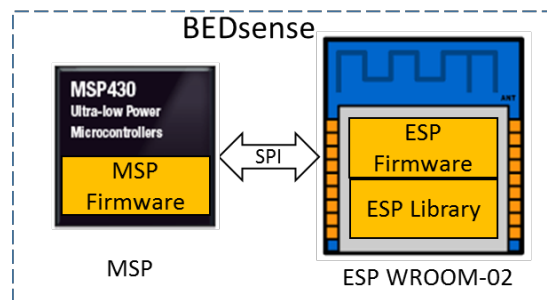 BEDsense
MSP430
Ultra-low Power
Microcontrollers
MSP
Firmware
MSP
SPI
ANT
ESP
Firmware
ESP Library
ESP WROOM-02